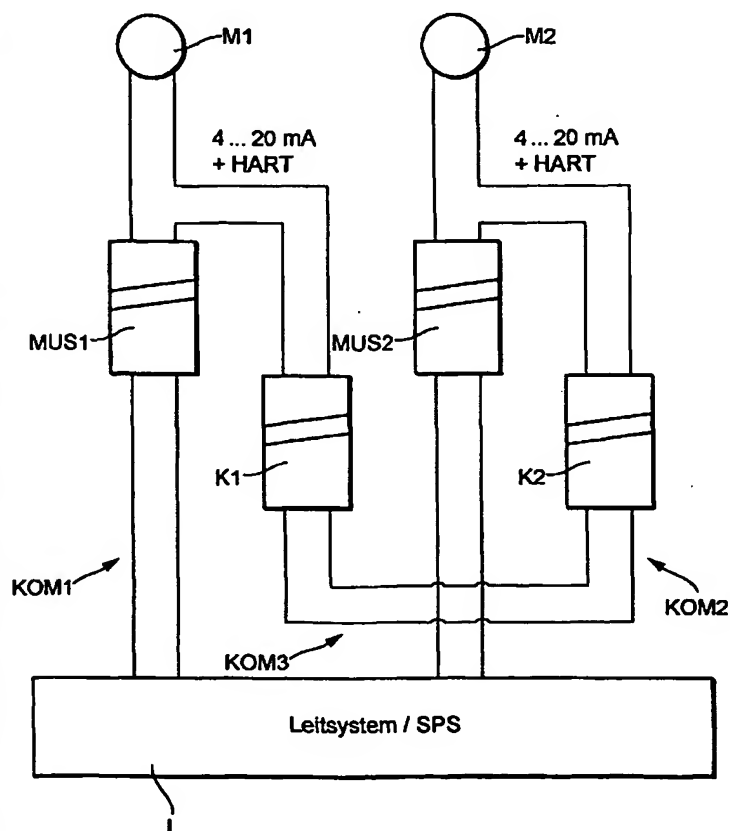 M1
M2
4 ... 20 mA
+ HART
4 ... 20 mA
+ HART
MUS1
MUS2
K1
K2
KOM1
KOM2
KOM3
Leitsystem / SPS
L